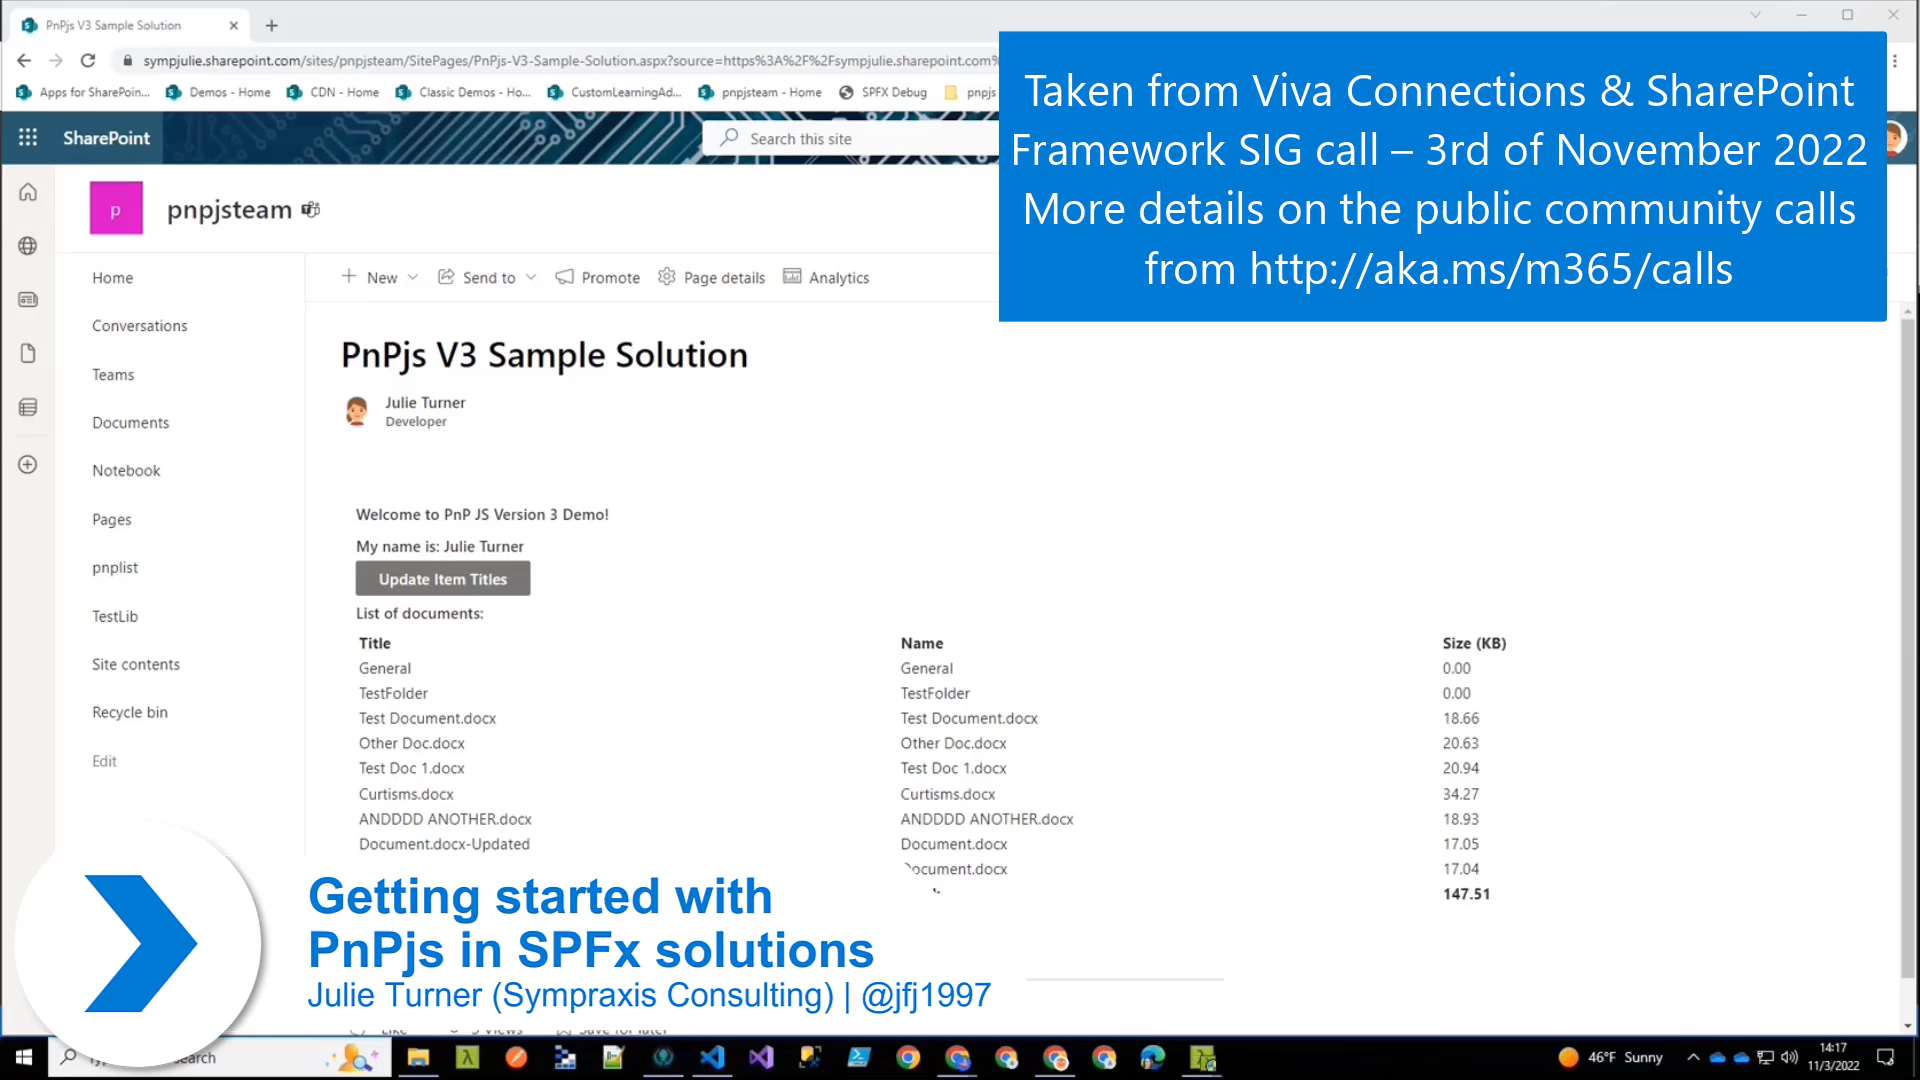 PnPjs V3 Sample Solution
sympjulie.sharepoint.com/sites/pnpjsteam/SitePages/PnPjs-V3-Sample-Solution.aspx?source=https%3A%2F%2Fsympjulie.sharepoint.com%
Apps for SharePoin... Demos - Home CDN - Home Classic Demos - Ho... CustomLearningAd... pnpjsteam - Home SPFX Debug pnpjs
Taken from Viva Connections & SharePoint
Framework SIG call – 3rd of November 2022
More details on the public community calls
from http://aka.ms/m365/calls
SharePoint
Search this site
p
pnpjsteam
Home
Conversations
Teams
Documents
Notebook
Pages
pnplist
TestLib
Site contents
Recycle bin
Edit
New Send to Promote Page details Analytics
PnPjs V3 Sample Solution
Julie Turner
Developer
Welcome to PnP JS Version 3 Demo!
My name is: Julie Turner
Update Item Titles
List of documents:
Title Name Size (KB)
General General 0.00
TestFolder TestFolder 0.00
Test Document.docx Test Document.docx 18.66
Other Doc.docx Other Doc.docx 20.63
Test Doc 1.docx Test Doc 1.docx 20.94
Curtisms.docx Curtisms.docx 34.27
ANDDDD ANOTHER.docx ANDDDD ANOTHER.docx 18.93
Document.docx-Updated Document.docx 17.05
Document.docx 17.04
147.51
Getting started with
PnPjs in SPFx solutions
Julie Turner (Sympraxis Consulting) | @jfj1997
46°F Sunny
14:17
11/3/2022